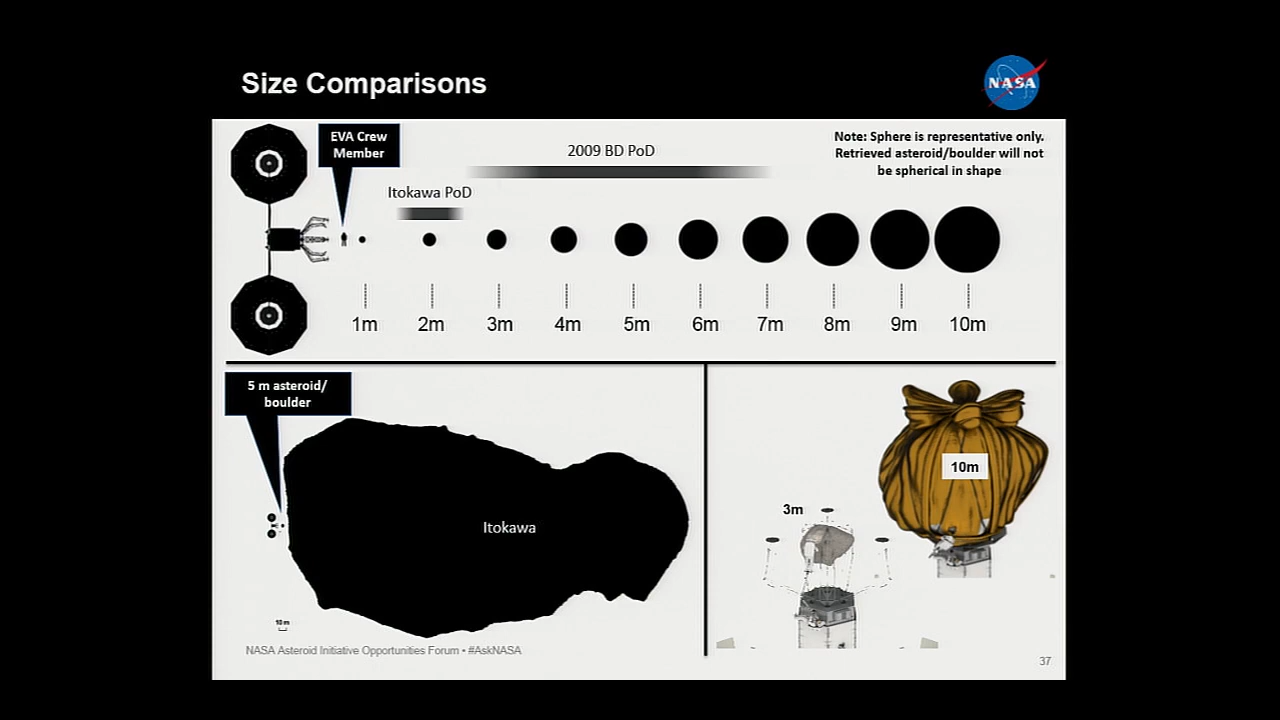 Size Comparisons
NASA
EVA Crew
Member
Note: Sphere is representative only.
Retrieved asteroid/boulder will not
be spherical in shape
2009 BD PoD
Itokawa PoD
1m 2m 3m 4m 5m 6m 7m 8m 9m 10m
5 m asteroid/
boulder
Itokawa
10 m
10m
3m
NASA Asteroid Initiative Opportunities Forum • #AskNASA
37